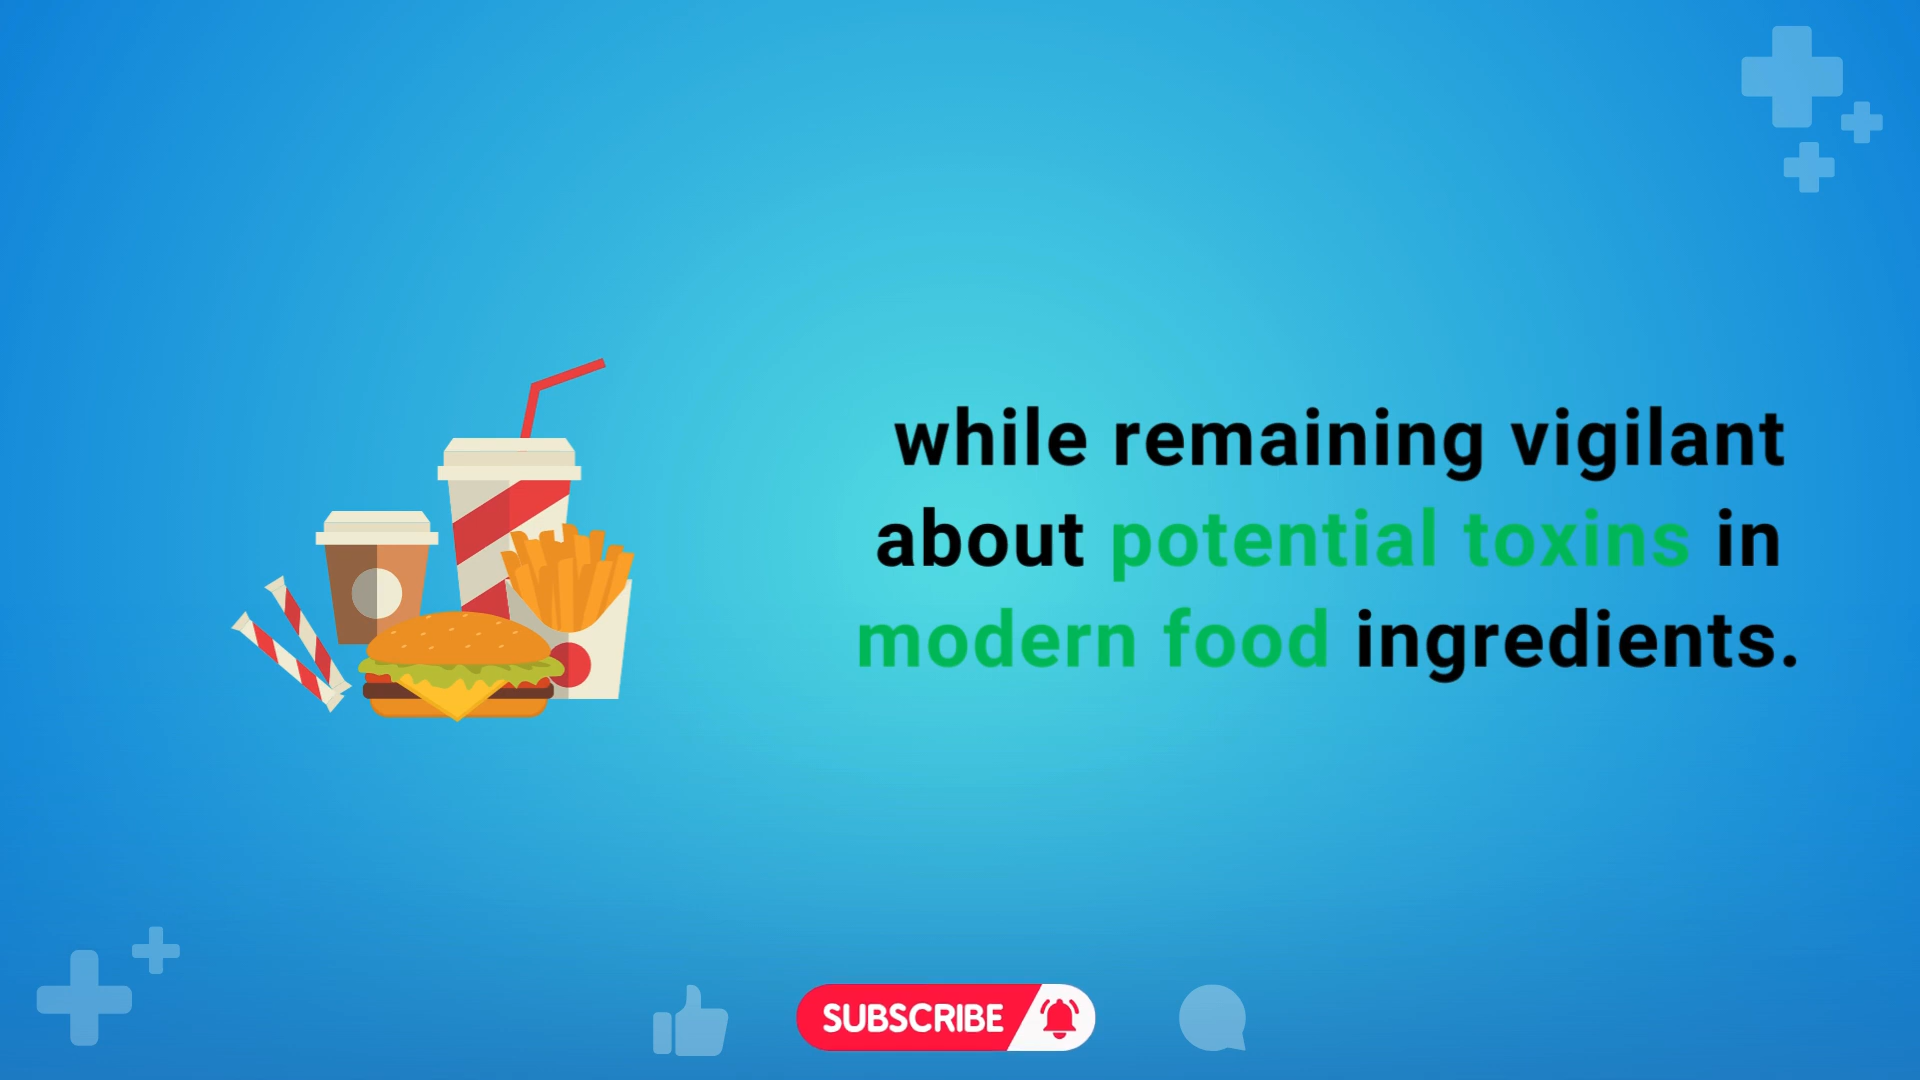 while remaining vigilant
about potential toxins in
modern food ingredients.
SUBSCRIBE